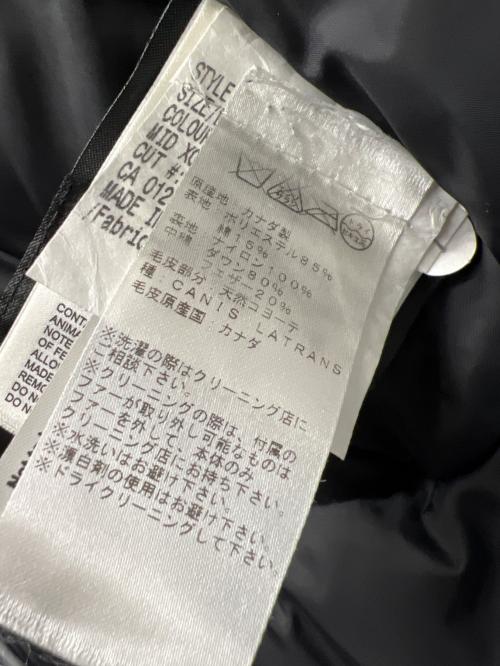 STYLE
SIZE/
COLOUR
MID
CUT #
CA 012
MADE I
/Fabric
CONT
ANIMA
NOTE
OF FE
ALLO
MADE
REMO
DO N
DO N
原産地 カナダ製
表地 : ポリエステル85%
綿15%
裏地 : ナイロン100%
中綿 : ダウン80%
フェザー20%
毛皮部分 : 天然コヨーテ
種 CANIS LATRANS
毛皮原産国 : カナダ
※洗濯の際はクリーニング店に
ご相談下さい。
※クリーニングの際は、付属の
ファーが取り外し可能なものは
ファーを外して、本体のみ
クリーニング店にお持ち下さい。
※水洗いはお避け下さい。
※漂白剤の使用はお避け下さい。
※ドライクリーニングして下さい。